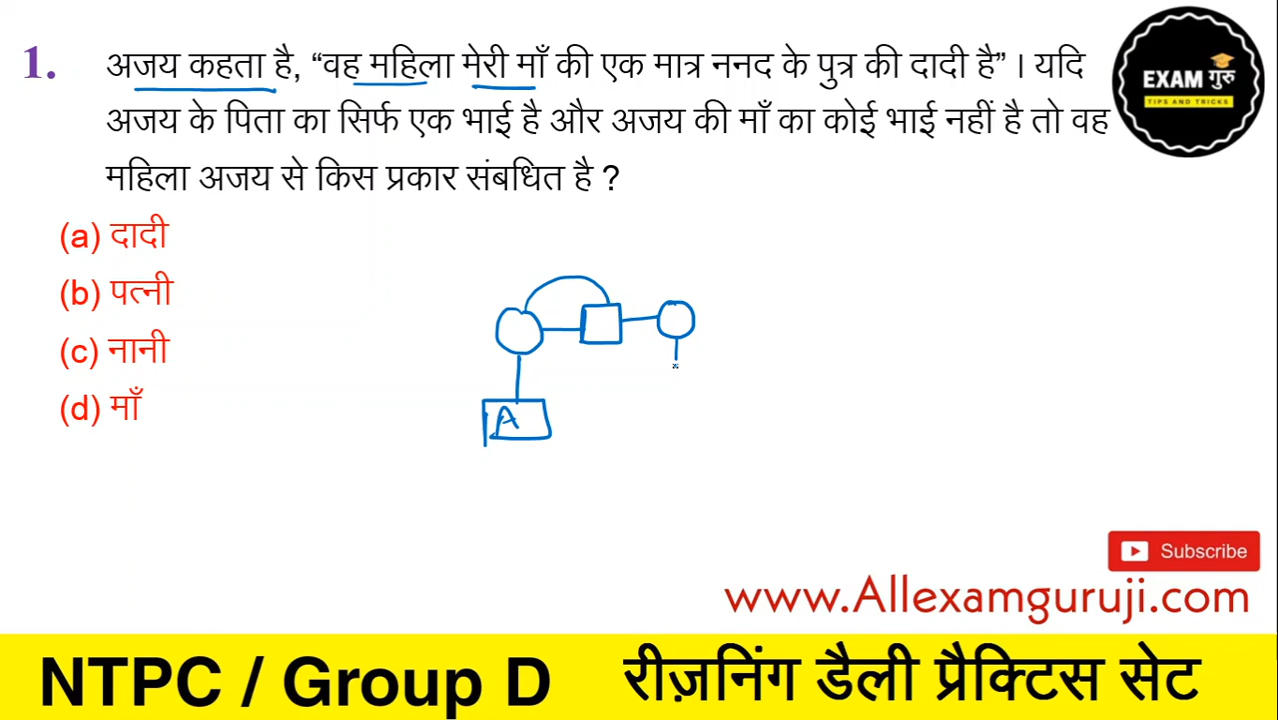 1. अजय कहता है, “वह महिला मेरी माँ की एक मात्र ननद के पुत्र की दादी है” । यदि
अजय के पिता का सिर्फ एक भाई है और अजय की माँ का कोई भाई नहीं है तो वह
महिला अजय से किस प्रकार संबधित है ?
(a) दादी
(b) पत्नी
(c) नानी
(d) माँ
A
EXAM गुरु
TIPS AND TRICKS
Subscribe
www.Allexamguruji.com
NTPC / Group D रीज़निंग डैली प्रैक्टिस सेट